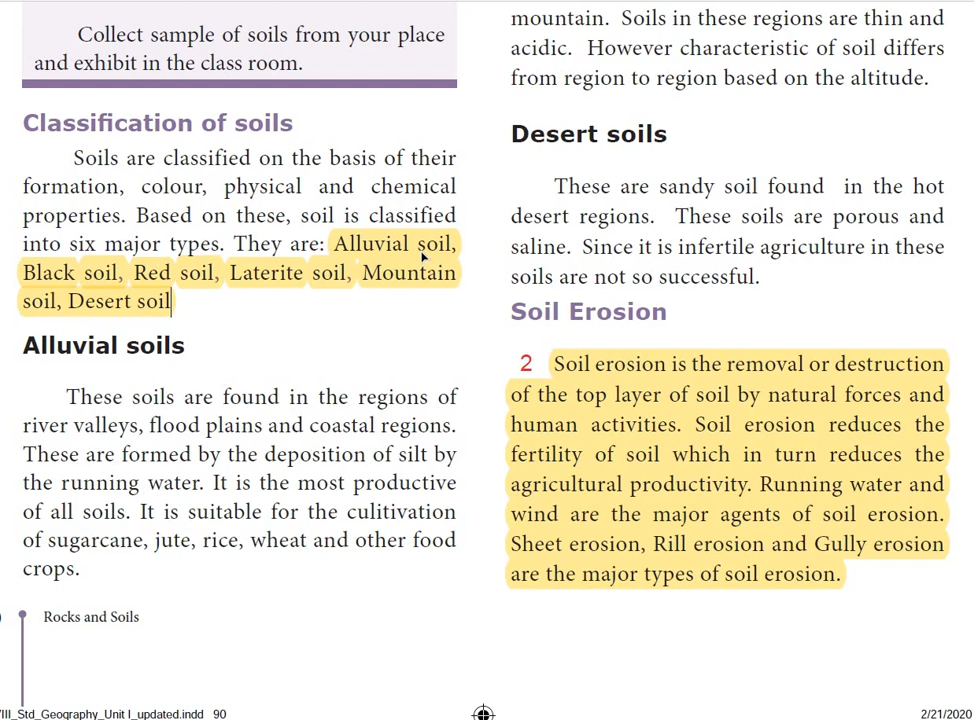 Collect sample of soils from your place
and exhibit in the class room.
Classification of soils
Soils are classified on the basis of their
formation, colour, physical and chemical
properties. Based on these, soil is classified
into six major types. They are: Alluvial soil,
Black soil, Red soil, Laterite soil, Mountain
soil, Desert soil
Alluvial soils
These soils are found in the regions of
river valleys, flood plains and coastal regions.
These are formed by the deposition of silt by
the running water. It is the most productive
of all soils. It is suitable for the culitivation
of sugarcane, jute, rice, wheat and other food
crops.
mountain. Soils in these regions are thin and
acidic. However characteristic of soil differs
from region to region based on the altitude.
Desert soils
These are sandy soil found in the hot
desert regions. These soils are porous and
saline. Since it is infertile agriculture in these
soils are not so successful.
Soil Erosion
2 Soil erosion is the removal or destruction
of the top layer of soil by natural forces and
human activities. Soil erosion reduces the
fertility of soil which in turn reduces the
agricultural productivity. Running water and
wind are the major agents of soil erosion.
Sheet erosion, Rill erosion and Gully erosion
are the major types of soil erosion.
Rocks and Soils
III_Std_Geography_Unit I_updated.indd 90
2/21/2020